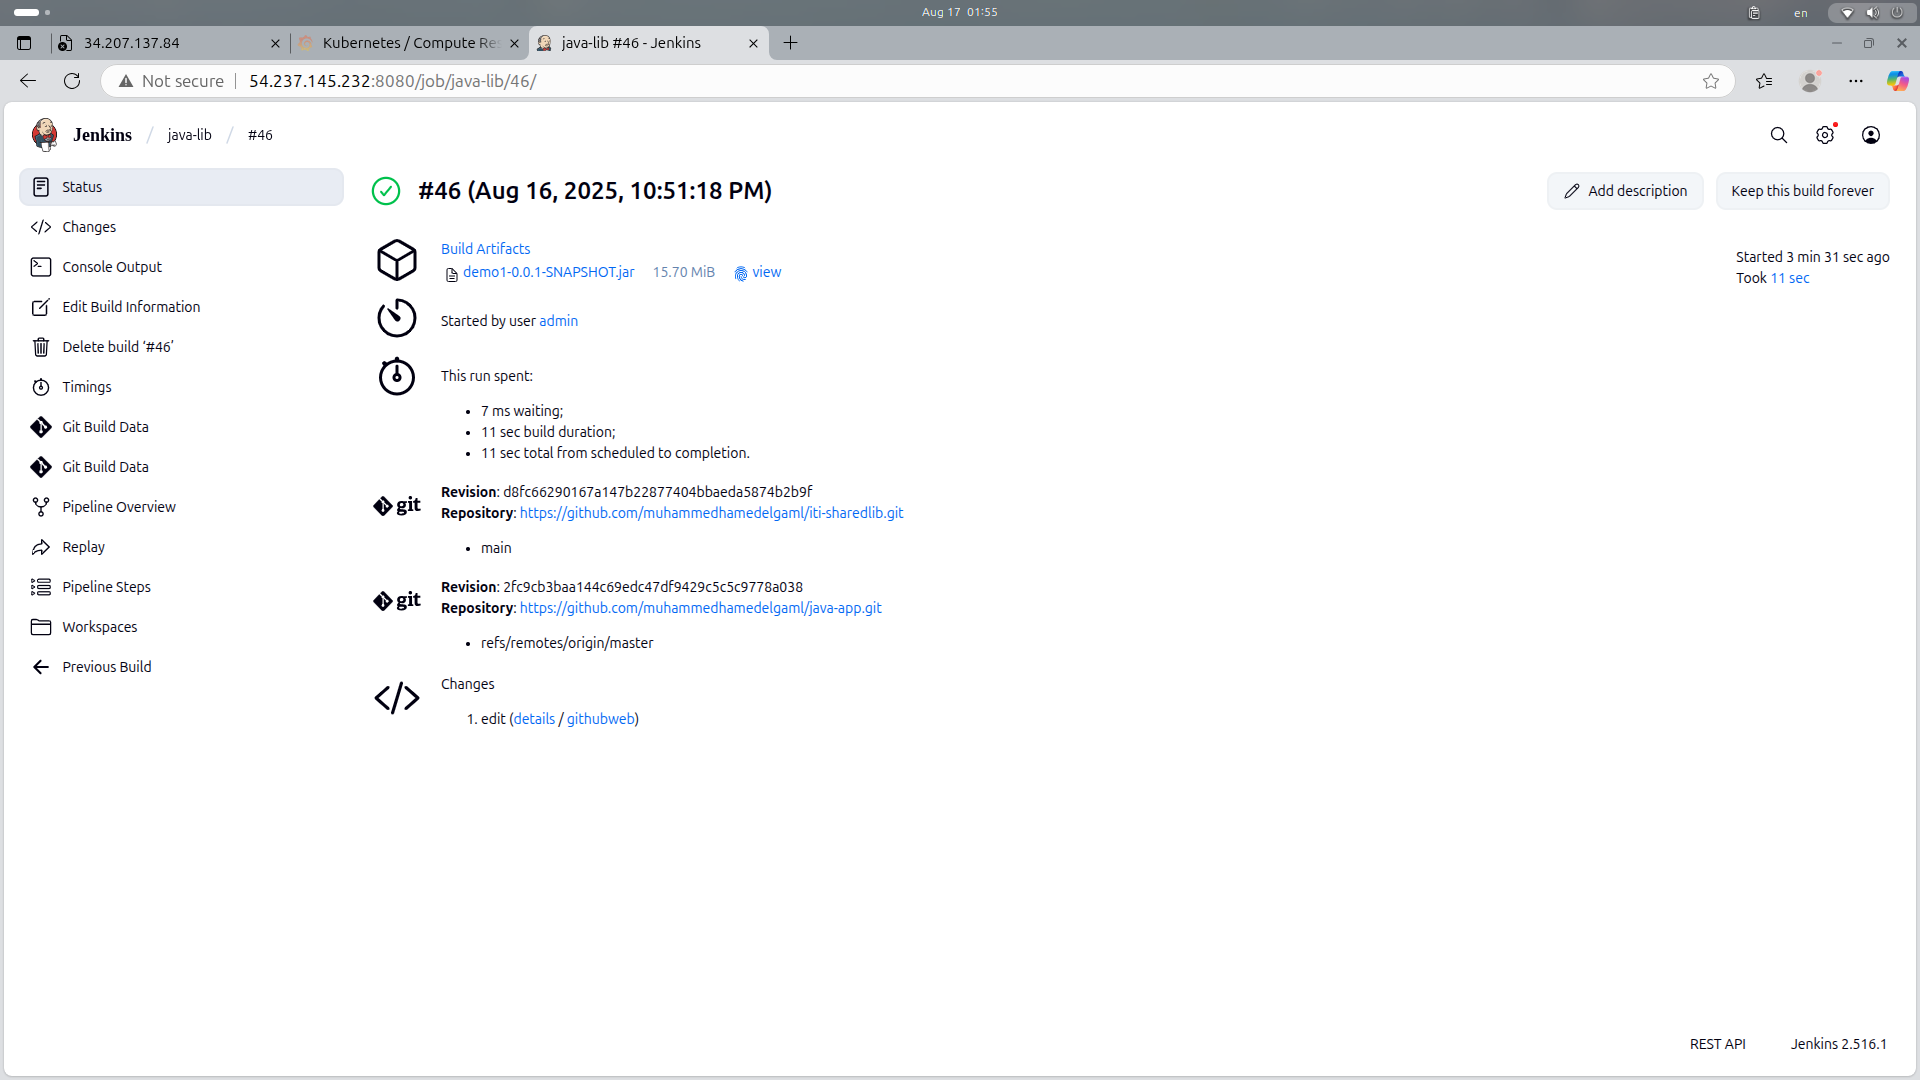 Aug 17 01:55
en
34.207.137.84
Kubernetes / Compute Res
java-lib #46 - Jenkins
Not secure
54.237.145.232:8080/job/java-lib/46/
Jenkins / java-lib / #46
Status
Changes
Console Output
Edit Build Information
Delete build ‘#46’
Timings
Git Build Data
Git Build Data
Pipeline Overview
Replay
Pipeline Steps
Workspaces
Previous Build
#46 (Aug 16, 2025, 10:51:18 PM)
Add description
Keep this build forever
Started 3 min 31 sec ago
Took 11 sec
Build Artifacts
demo1-0.0.1-SNAPSHOT.jar 15.70 MiB view
Started by user admin
This run spent:
• 7 ms waiting;
• 11 sec build duration;
• 11 sec total from scheduled to completion.
git
Revision: d8fc66290167a147b22877404bbaeda5874b2b9f
Repository: https://github.com/muhammedhamedelgaml/iti-sharedlib.git
• main
git
Revision: 2fc9cb3baa144c69edc47df9429c5c5c9778a038
Repository: https://github.com/muhammedhamedelgaml/java-app.git
• refs/remotes/origin/master
Changes
1. edit (details / githubweb)
REST API
Jenkins 2.516.1